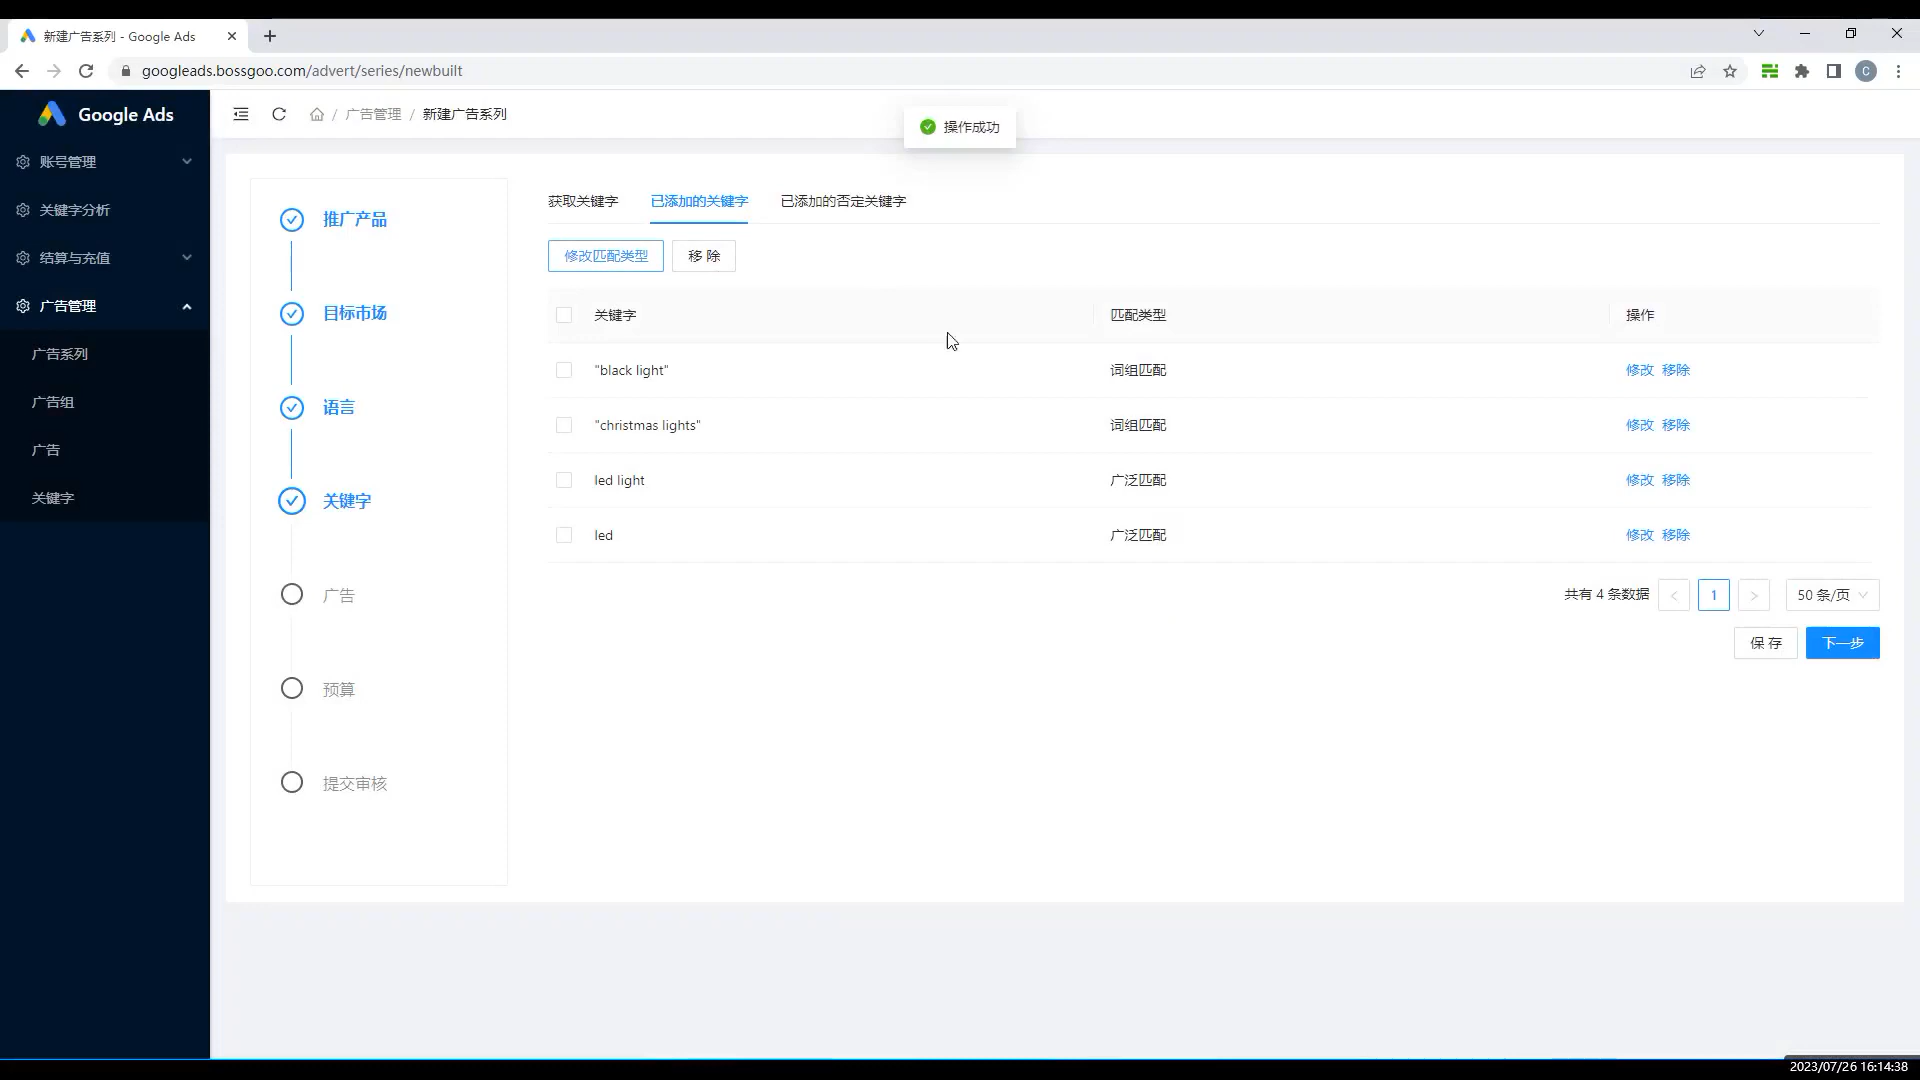 新建广告系列 - Google Ads
googleads.bossgoo.com/advert/series/newbuilt
C
Google Ads
广告管理 / 新建广告系列
操作成功
账号管理
关键字分析
结算与充值
广告管理
广告系列
广告组
广告
关键字
推广产品
目标市场
语言
关键字
广告
预算
提交审核
获取关键字 已添加的关键字 已添加的否定关键字
修改匹配类型 移 除
关键字 匹配类型 操作
"black light" 词组匹配 修改 移除
"christmas lights" 词组匹配 修改 移除
led light 广泛匹配 修改 移除
led 广泛匹配 修改 移除
共有 4 条数据 < 1 > 50 条/页
保 存 下一步
2023/07/26 16:14:38